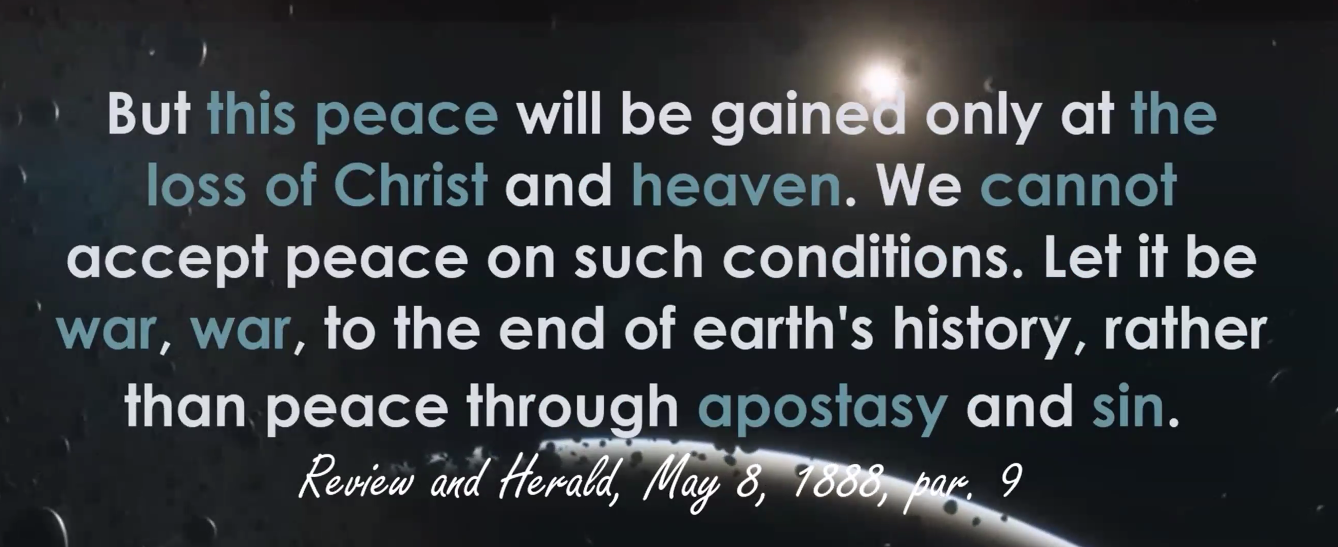 But this peace will be gained only at the
loss of Christ and heaven. We cannot
accept peace on such conditions. Let it be
war, war, to the end of earth's history, rather
than peace through apostasy and sin.
Review and Herald, May 8, 1888, par. 9